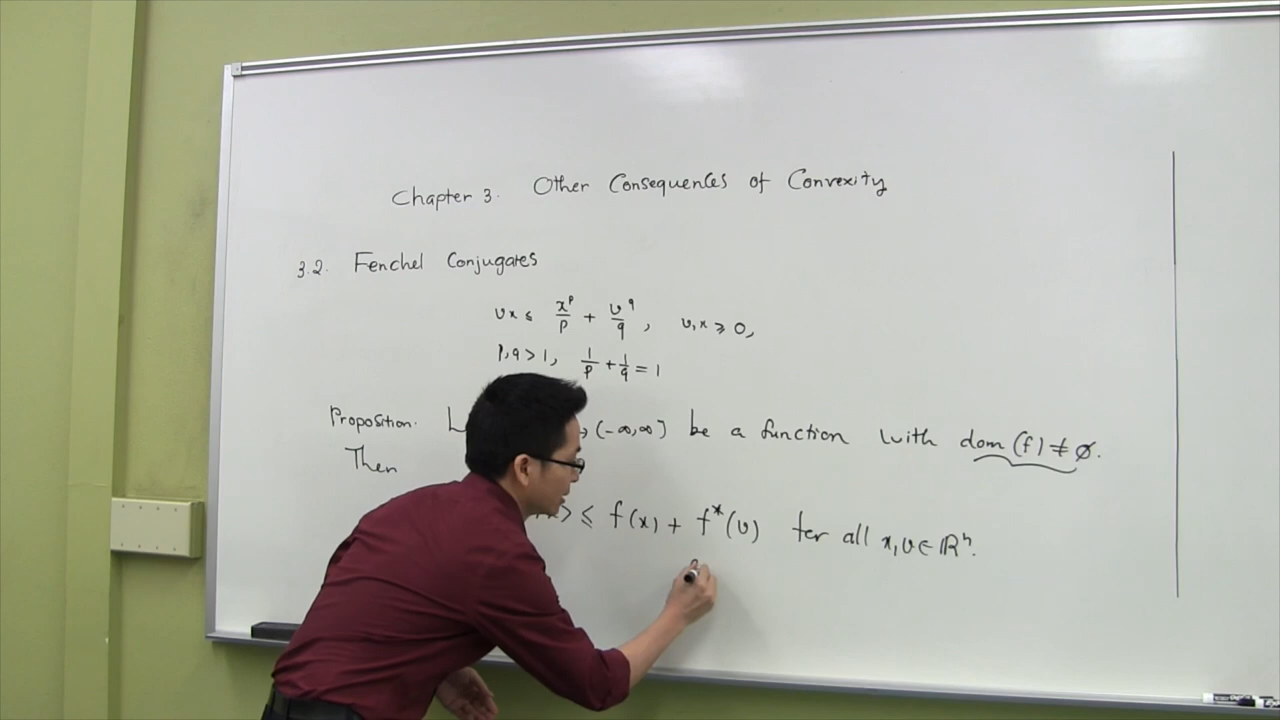 Chapter 3. Other Consequences of Convexity
3.2. Fenchel Conjugates
υx ≤ x^p/p + υ^q/q, υ,x ≥ 0,
p,q > 1, 1/p + 1/q = 1
Proposition. → (-∞,∞] be a function with dom (f) ≠ ∅.
Then
> ≤ f(x) + f*(υ) for all x,υ ∈ ℝⁿ.